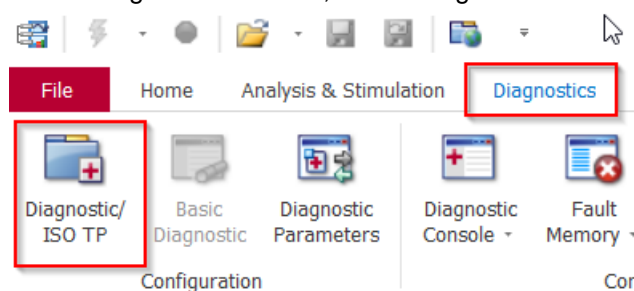 File Home Analysis & Stimulation Diagnostics
Diagnostic/ Basic Diagnostic Diagnostic Fault
ISO TP Diagnostic Parameters Console Memory
Configuration